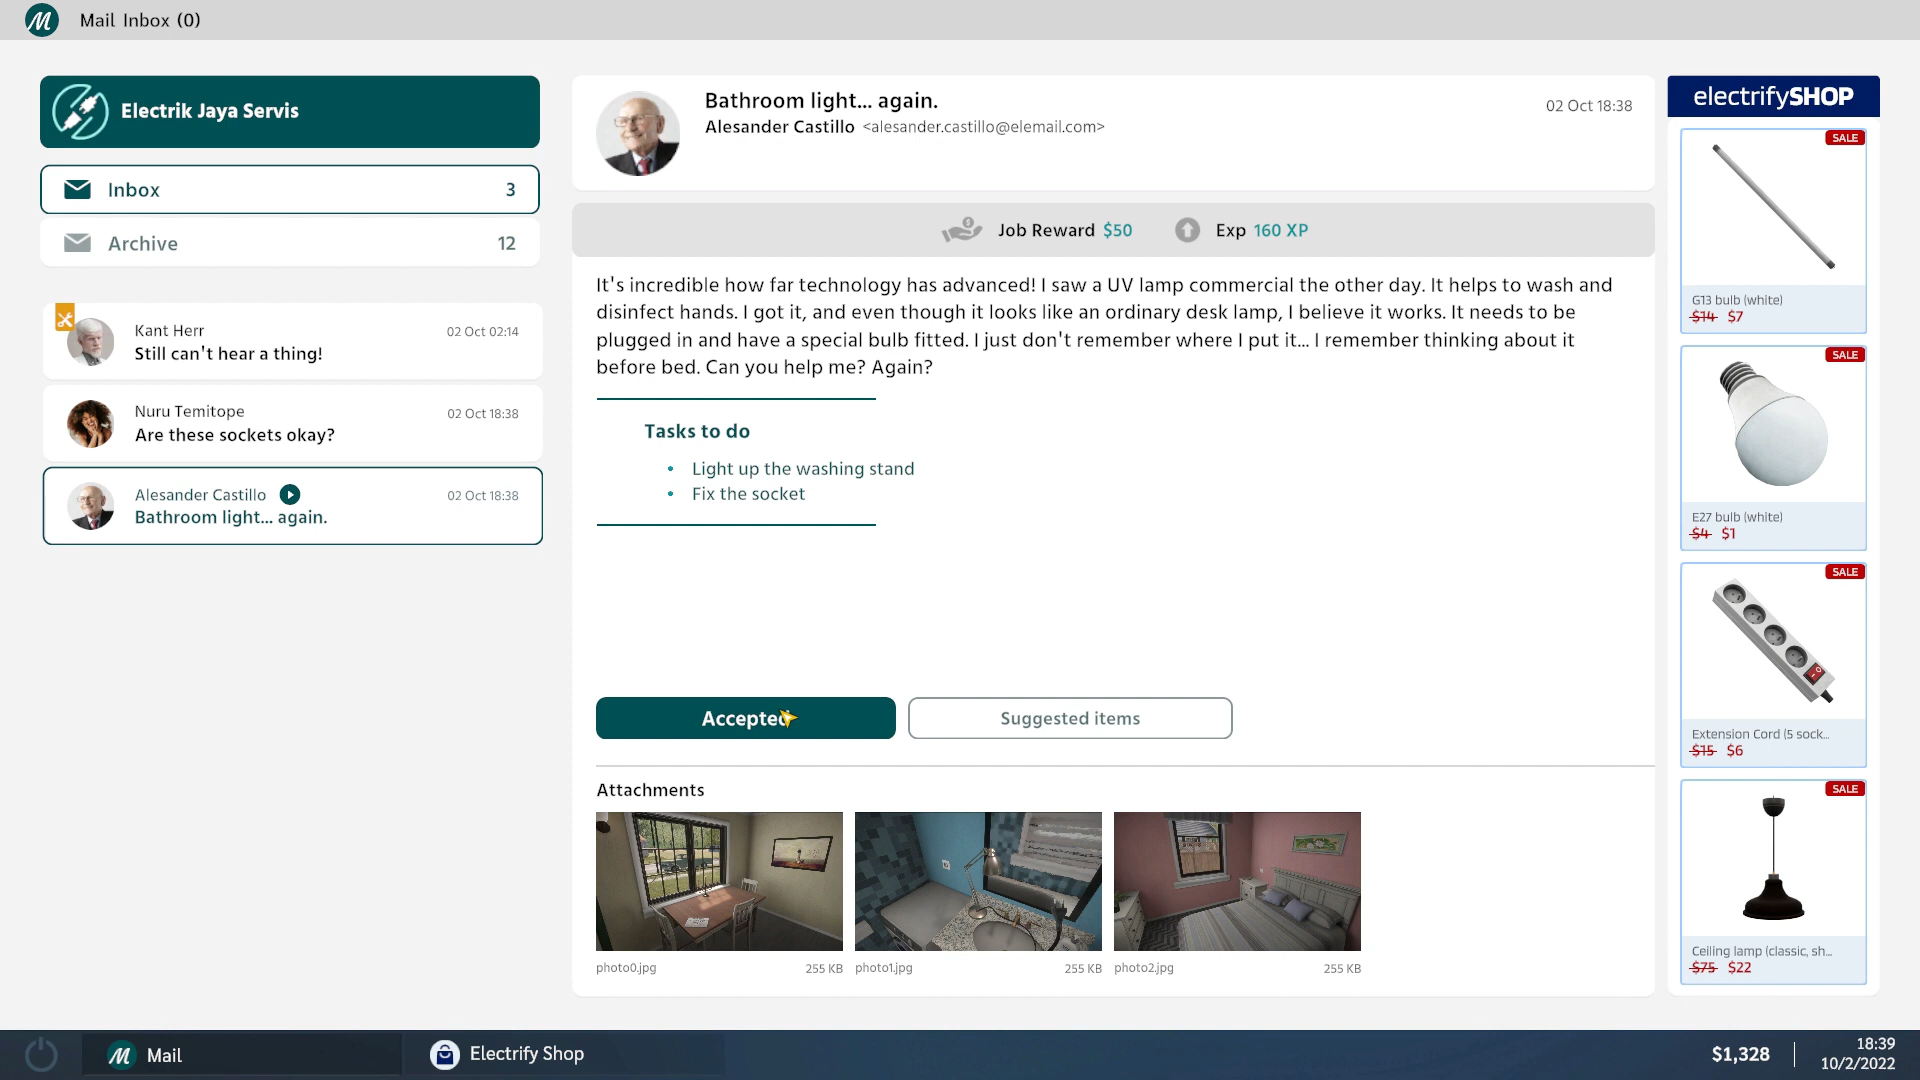 Mail Inbox (0)
Electrik Jaya Servis
Inbox 3
Archive 12
Kant Herr 02 Oct 02:14
Still can't hear a thing!
Nuru Temitope 02 Oct 18:38
Are these sockets okay?
Alesander Castillo 02 Oct 18:38
Bathroom light... again.
Bathroom light... again.
02 Oct 18:38
Alesander Castillo <alesander.castillo@elemail.com>
Job Reward $50 Exp 160 XP
It's incredible how far technology has advanced! I saw a UV lamp commercial the other day. It helps to wash and
disinfect hands. I got it, and even though it looks like an ordinary desk lamp, I believe it works. It needs to be
plugged in and have a special bulb fitted. I just don't remember where I put it... I remember thinking about it
before bed. Can you help me? Again?
Tasks to do
• Light up the washing stand
• Fix the socket
Accepted
Suggested items
Attachments
photo0.jpg 255 KB
photo1.jpg 255 KB
photo2.jpg 255 KB
electrifySHOP
SALE
G13 bulb (white)
$14 $7
SALE
E27 bulb (white)
$4 $1
SALE
Extension Cord (5 sock...
$15 $6
SALE
Ceiling lamp (classic, sh...
$75 $22
Mail
Electrify Shop
$1,328
18:39
10/2/2022